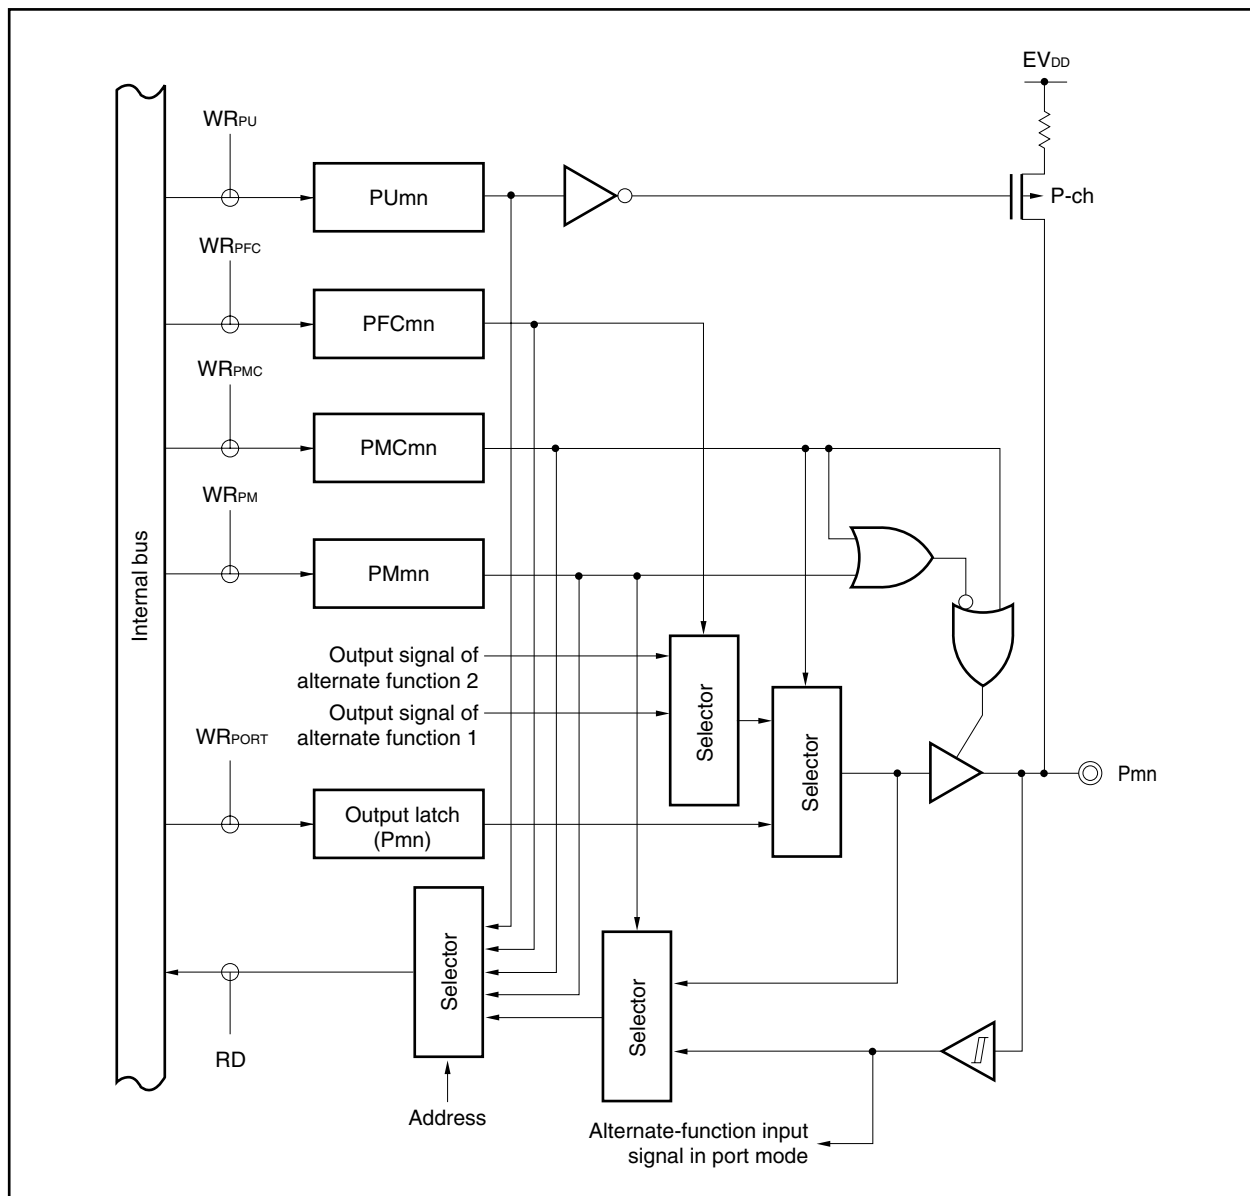 EVDD
WRPU
PUmn
P-ch
WRPFC
PFCmn
WRPMC
PMCmn
WRPM
PMmn
Internal bus
Output signal of
alternate function 2
Output signal of
alternate function 1
Selector
Selector
WRPORT
Pmn
Output latch
(Pmn)
Selector
Selector
RD
Address
Alternate-function input
signal in port mode